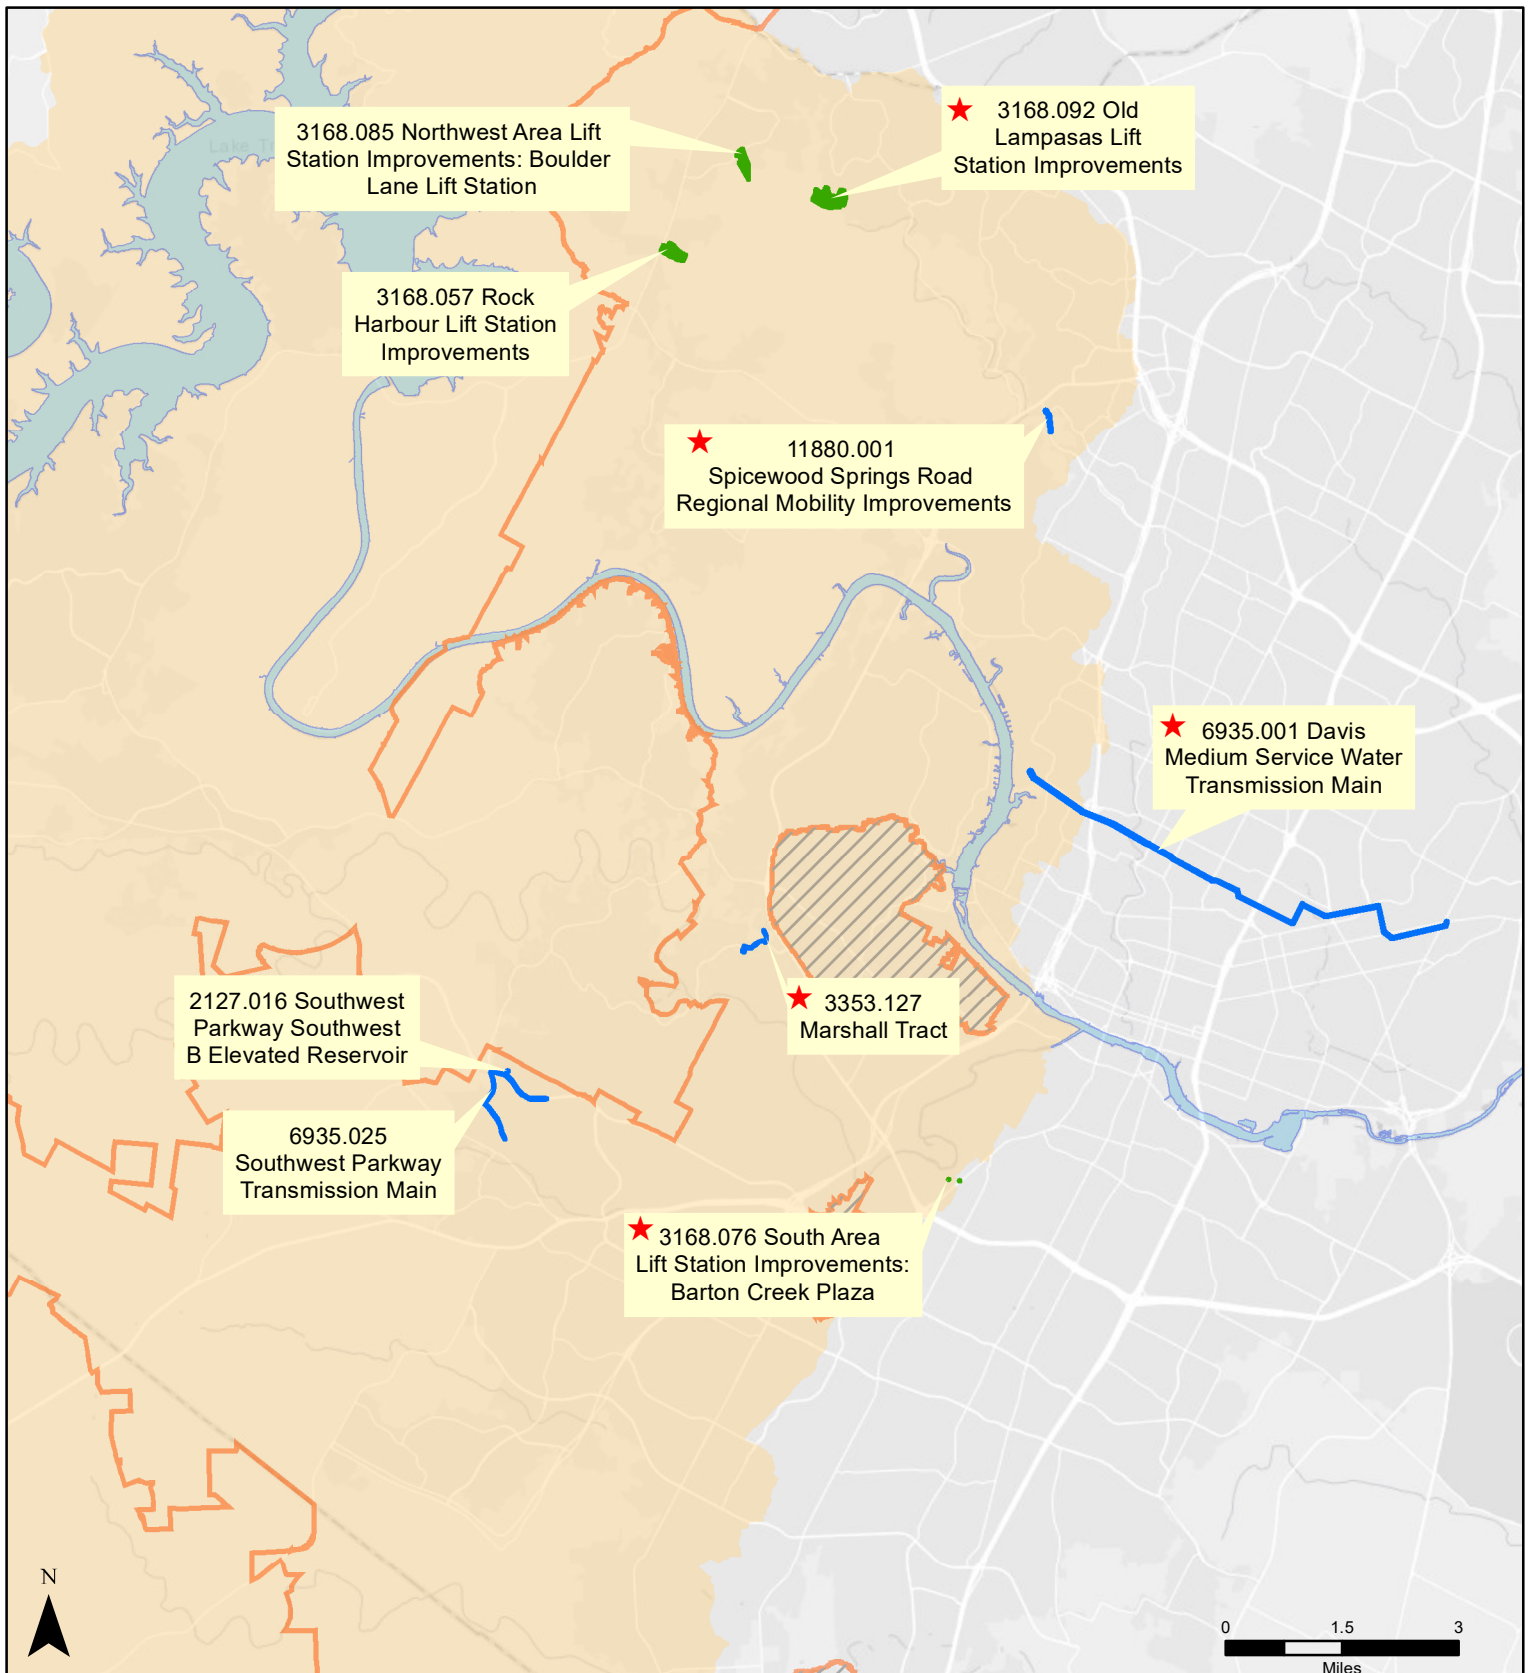 3168.085 Northwest Area Lift
Station Improvements: Boulder
Lane Lift Station
3168.092 Old
Lampasas Lift
Station Improvements
3168.057 Rock
Harbour Lift Station
Improvements
11880.001
Spicewood Springs Road
Regional Mobility Improvements
6935.001 Davis
Medium Service Water
Transmission Main
3353.127
Marshall Tract
2127.016 Southwest
Parkway Southwest
B Elevated Reservoir
6935.025
Southwest Parkway
Transmission Main
3168.076 South Area
Lift Station Improvements:
Barton Creek Plaza
N
0 1.5 3
Miles